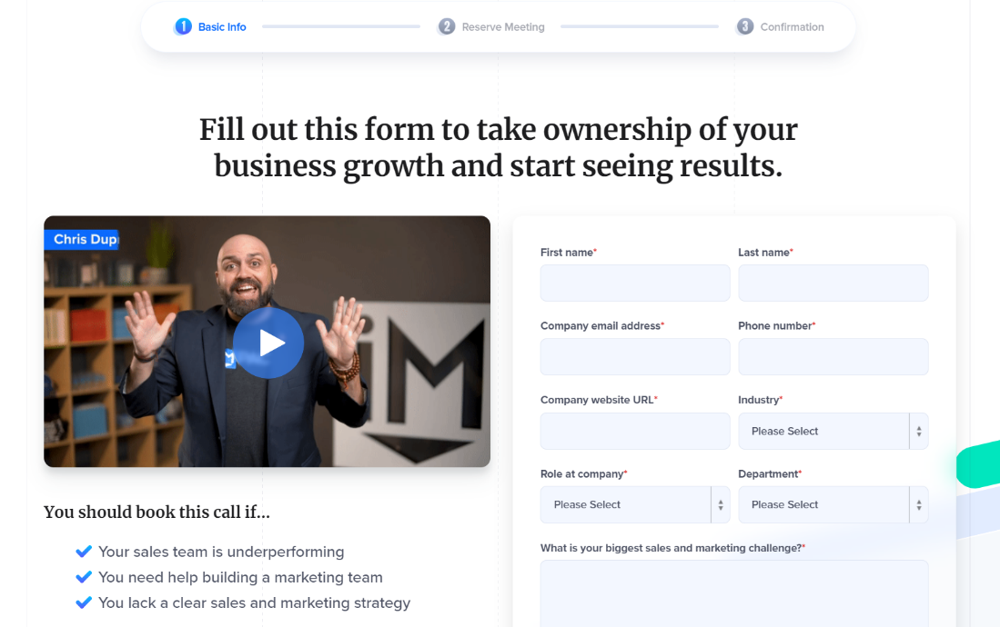 1 Basic Info 2 Reserve Meeting 3 Confirmation
Fill out this form to take ownership of your
business growth and start seeing results.
Chris Dup
iM
You should book this call if...
Your sales team is underperforming
You need help building a marketing team
You lack a clear sales and marketing strategy
First name* Last name*
Company email address* Phone number*
Company website URL* Industry*
Please Select
Role at company* Department*
Please Select Please Select
What is your biggest sales and marketing challenge?*